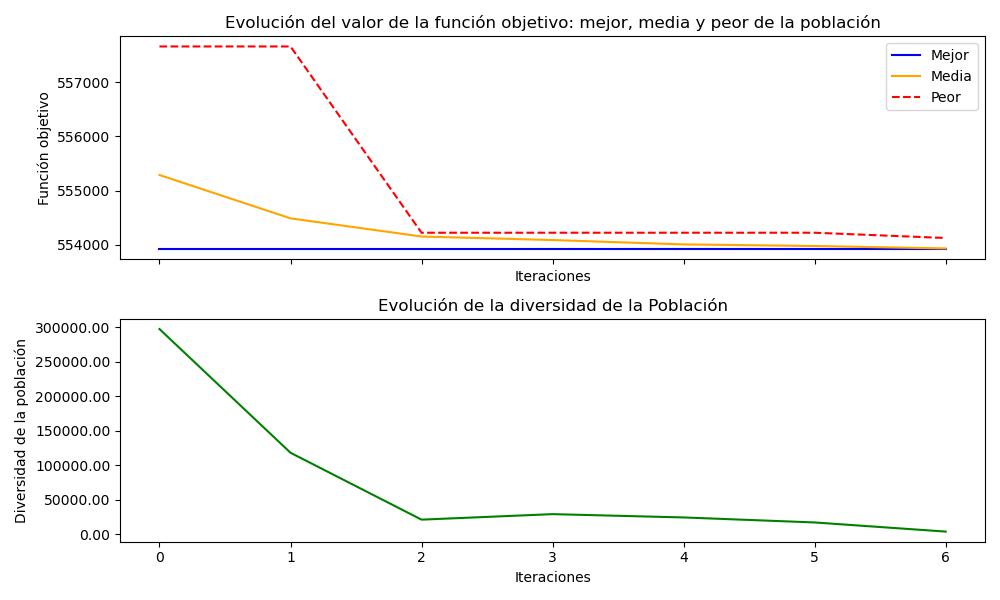 Evolución del valor de la función objetivo: mejor, media y peor de la población
Función objetivo
557000
556000
555000
554000
Mejor
Media
Peor
Iteraciones
Evolución de la diversidad de la Población
Diversidad de la población
300000.00
250000.00
200000.00
150000.00
100000.00
50000.00
0.00
0 1 2 3 4 5 6
Iteraciones